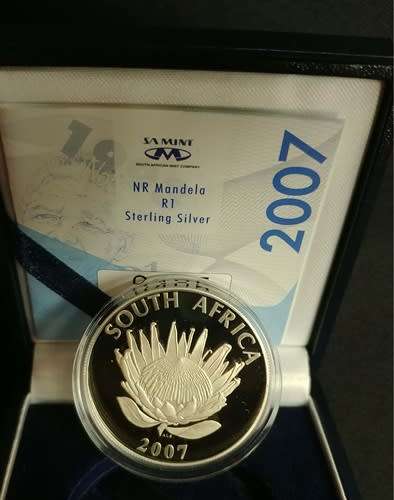 SA MINT
SOUTH AFRICAN MINT COMPANY
NR Mandela
R1
Sterling Silver
2007
SOUTH AFRICA
2007